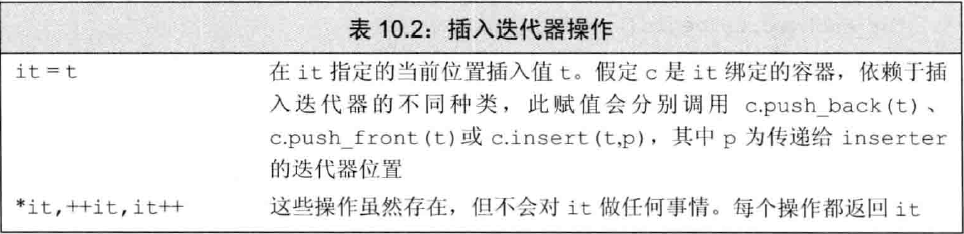 表 10.2：插入迭代器操作
it = t 在 it 指定的当前位置插入值 t。假定 c 是 it 绑定的容器，依赖于插
入迭代器的不同种类，此赋值会分别调用 c.push_back(t)、
c.push_front(t)或 c.insert(t,p)，其中 p 为传递给 inserter
的迭代器位置
*it,++it,it++ 这些操作虽然存在，但不会对 it 做任何事情。每个操作都返回 it